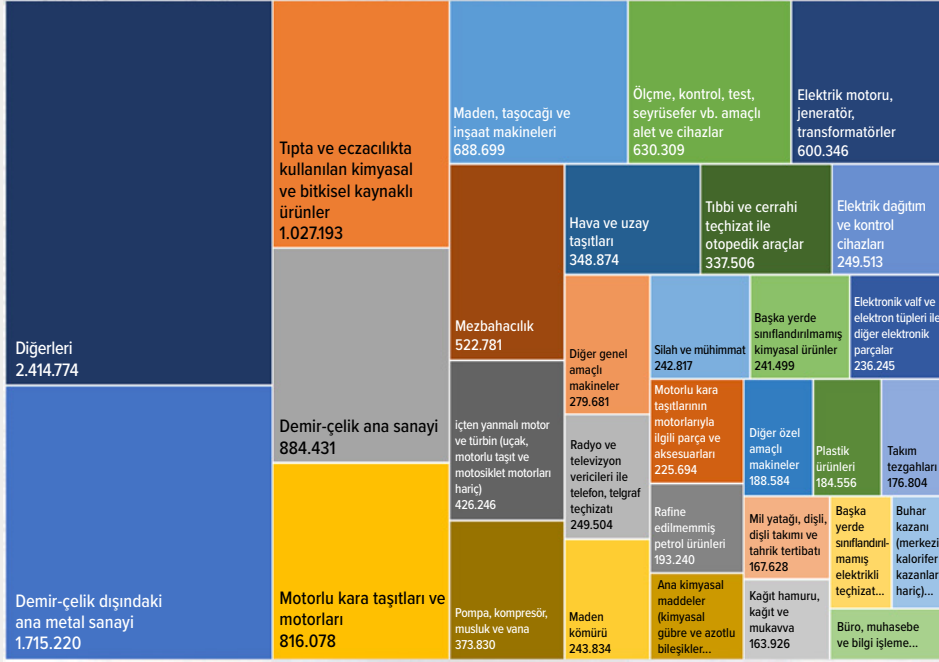 Diğerleri
2.414.774
Demir-çelik dışındaki
ana metal sanayi
1.715.220
Tıpta ve eczacılıkta
kullanılan kimyasal
ve bitkisel kaynaklı
ürünler
1.027.193
Demir-çelik ana sanayi
884.431
Motorlu kara taşıtları ve
motorları
816.078
Maden, taşocağı ve
inşaat makineleri
688.699
Ölçme, kontrol, test,
seyrüsefer vb. amaçlı
alet ve cihazlar
630.309
Elektrik motoru,
jeneratör,
transformatörler
600.346
Mezbahacılık
522.781
içten yanmalı motor
ve türbin (uçak,
motorlu taşıt ve
motosiklet motorları
hariç)
426.246
Pompa, kompresör,
musluk ve vana
373.830
Hava ve uzay
taşıtları
348.874
Tıbbi ve cerrahi
teçhizat ile
otopedik araçlar
337.506
Elektrik dağıtım
ve kontrol
cihazları
249.513
Diğer genel
amaçlı
makineler
279.681
Radyo ve
televizyon
vericileri ile
telefon, telgraf
teçhizatı
249.504
Maden
kömürü
243.834
Silah ve mühimmat
242.817
Başka yerde
sınıflandırılmamış
kimyasal ürünler
241.499
Elektronik valf ve
elektron tüpleri ile
diğer elektronik
parçalar
236.245
Motorlu kara
taşıtlarının
motorlarıyla
ilgili parça ve
aksesuarları
225.694
Diğer özel
amaçlı
makineler
188.584
Plastik
ürünleri
184.556
Takım
tezgahları
176.804
Rafine
edilmemmiş
petrol ürünleri
193.240
Ana kimyasal
maddeler
(kimyasal
gübre ve azotlu
bileşikler...
Mil yatağı, dişli,
dişli takımı ve
tahrik tertibatı
167.628
Kağıt hamuru,
kağıt ve
mukavva
163.926
Başka
yerde
sınıflandırıl-
mamış
elektrikli
teçhizat...
Buhar
kazanı
(merkezi
kalorifer
kazanları
hariç)...
Büro, muhasebe
ve bilgi işleme...